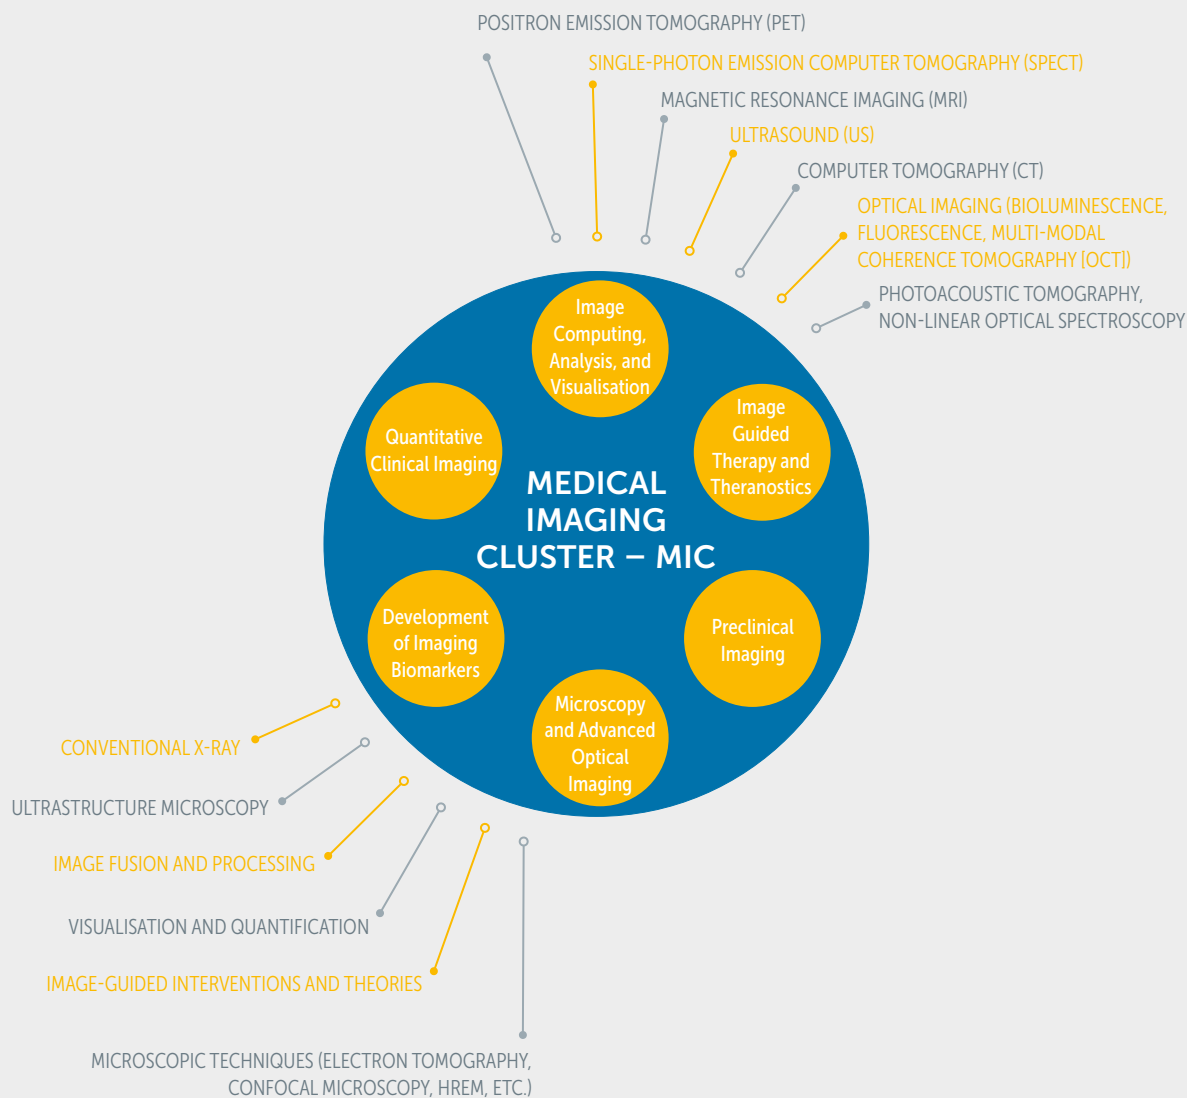 POSITRON EMISSION TOMOGRAPHY (PET)
SINGLE-PHOTON EMISSION COMPUTER TOMOGRAPHY (SPECT)
MAGNETIC RESONANCE IMAGING (MRI)
ULTRASOUND (US)
COMPUTER TOMOGRAPHY (CT)
OPTICAL IMAGING (BIOLUMINESCENCE,
FLUORESCENCE, MULTI-MODAL
COHERENCE TOMOGRAPHY [OCT])
PHOTOACOUSTIC TOMOGRAPHY,
NON-LINEAR OPTICAL SPECTROSCOPY
Image
Computing,
Analysis, and
Visualisation
Image
Guided
Therapy and
Theranostics
Quantitative
Clinical Imaging
MEDICAL
IMAGING
CLUSTER – MIC
Development
of Imaging
Biomarkers
Preclinical
Imaging
Microscopy
and Advanced
Optical
Imaging
CONVENTIONAL X-RAY
ULTRASTRUCTURE MICROSCOPY
IMAGE FUSION AND PROCESSING
VISUALISATION AND QUANTIFICATION
IMAGE-GUIDED INTERVENTIONS AND THEORIES
MICROSCOPIC TECHNIQUES (ELECTRON TOMOGRAPHY,
CONFOCAL MICROSCOPY, HREM, ETC.)